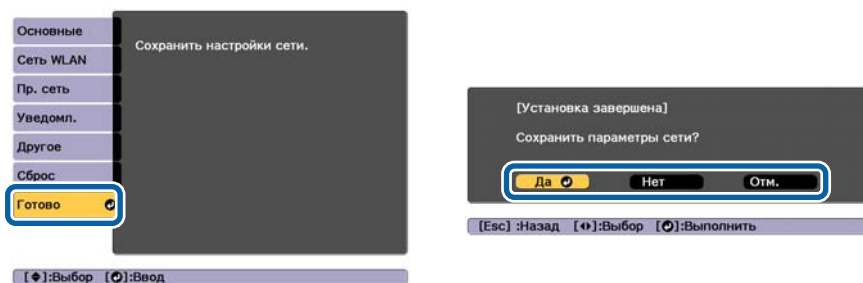 Основные
Сеть WLAN
Пр. сеть
Уведомл.
Другое
Сброс
Готово
Сохранить настройки сети.
[◆]:Выбор [↵]:Ввод
[Установка завершена]
Сохранить параметры сети?
Да Нет Отм.
[Esc] :Назад [◀▶]:Выбор [↵]:Выполнить